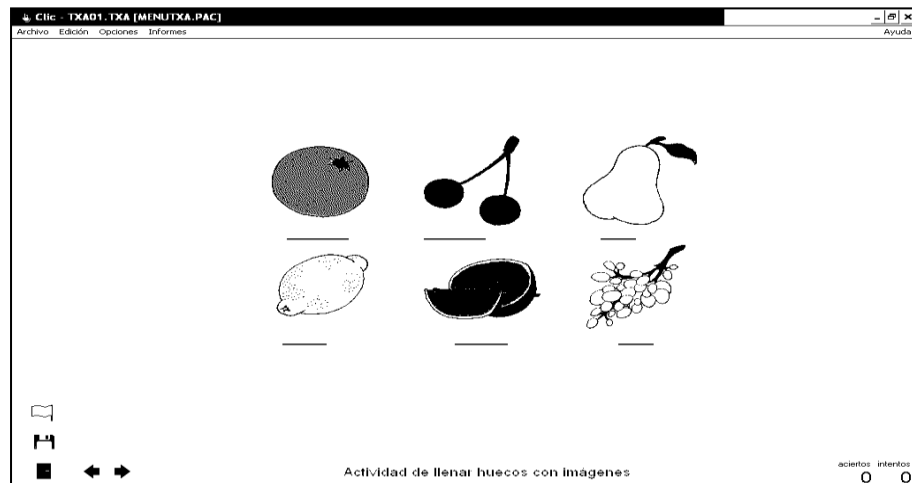 Clic - TXA01.TXA [MENUTXA.PAC]
Archivo Edición Opciones Informes Ayuda
Actividad de llenar huecos con imágenes
aciertos intentos
0 0